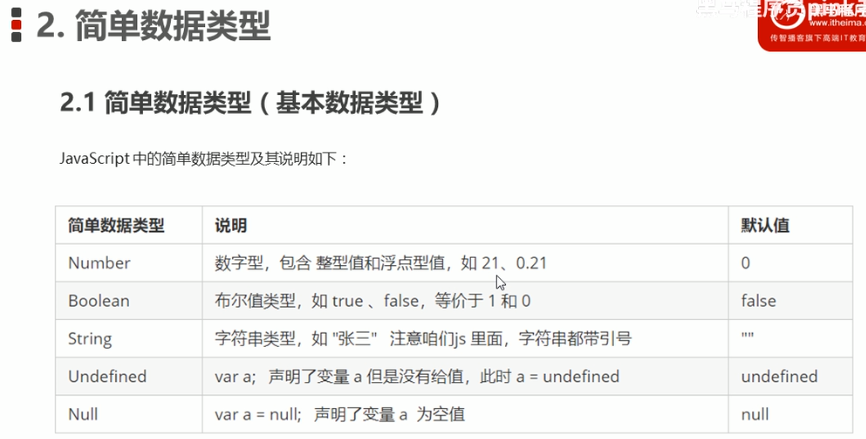 2. 简单数据类型
www.itheima.c
传智播客旗下高端IT教育
2.1 简单数据类型（基本数据类型）
JavaScript 中的简单数据类型及其说明如下：
简单数据类型 说明 默认值
Number 数字型，包含 整型值和浮点型值，如 21、0.21 0
Boolean 布尔值类型，如 true 、false，等价于 1 和 0 false
String 字符串类型，如 "张三" 注意咱们js 里面，字符串都带引号 ""
Undefined var a; 声明了变量 a 但是没有给值，此时 a = undefined undefined
Null var a = null; 声明了变量 a 为空值 null